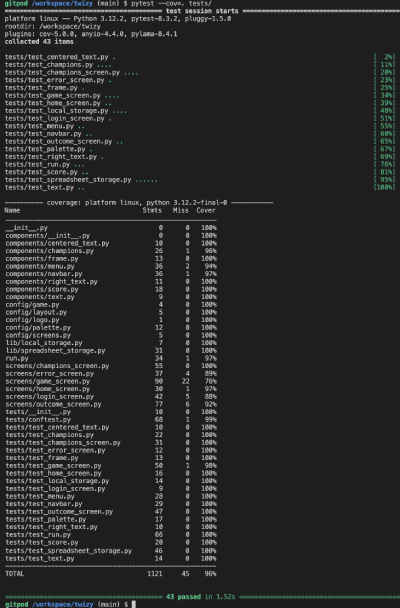 gitpod /workspace/twizy (main) $ pytest --cov=. tests/
test session starts
platform linux -- Python 3.12.2, pytest-8.3.2, pluggy-1.5.0
rootdir: /workspace/twizy
plugins: cov-5.0.0, anyio-4.4.0, pylama-8.4.1
collected 43 items
tests/test_centered_text.py . [ 2%]
tests/test_champions.py .... [ 11%]
tests/test_champions_screen.py .... [ 20%]
tests/test_error_screen.py . [ 23%]
tests/test_frame.py . [ 25%]
tests/test_game_screen.py .... [ 34%]
tests/test_home_screen.py .. [ 39%]
tests/test_local_storage.py .... [ 48%]
tests/test_login_screen.py . [ 51%]
tests/test_menu.py .. [ 55%]
tests/test_navbar.py .. [ 60%]
tests/test_outcome_screen.py .. [ 65%]
tests/test_palette.py . [ 67%]
tests/test_right_text.py . [ 69%]
tests/test_run.py ... [ 76%]
tests/test_score.py .. [ 81%]
tests/test_spreadsheet_storage.py ...... [ 95%]
tests/test_text.py .. [100%]
---------- coverage: platform linux, python 3.12.2-final-0 -----------
Name Stmts Miss Cover
__init__.py 0 0 100%
components/__init__.py 0 0 100%
components/centered_text.py 10 0 100%
components/champions.py 26 1 96%
components/frame.py 13 0 100%
components/menu.py 36 2 94%
components/navbar.py 36 1 97%
components/right_text.py 11 0 100%
components/score.py 18 0 100%
components/text.py 9 0 100%
config/game.py 4 0 100%
config/layout.py 5 0 100%
config/logo.py 1 0 100%
config/palette.py 12 0 100%
config/screens.py 5 0 100%
lib/local_storage.py 7 0 100%
lib/spreadsheet_storage.py 31 0 100%
run.py 34 1 97%
screens/champions_screen.py 55 0 100%
screens/error_screen.py 37 4 89%
screens/game_screen.py 90 22 76%
screens/home_screen.py 30 1 97%
screens/login_screen.py 42 5 88%
screens/outcome_screen.py 77 6 92%
tests/__init__.py 10 0 100%
tests/conftest.py 68 1 99%
tests/test_centered_text.py 10 0 100%
tests/test_champions.py 22 0 100%
tests/test_champions_screen.py 31 0 100%
tests/test_error_screen.py 12 0 100%
tests/test_frame.py 13 0 100%
tests/test_game_screen.py 50 1 98%
tests/test_home_screen.py 16 0 100%
tests/test_local_storage.py 14 0 100%
tests/test_login_screen.py 9 0 100%
tests/test_menu.py 28 0 100%
tests/test_navbar.py 29 0 100%
tests/test_outcome_screen.py 47 0 100%
tests/test_palette.py 17 0 100%
tests/test_right_text.py 10 0 100%
tests/test_run.py 66 0 100%
tests/test_score.py 20 0 100%
tests/test_spreadsheet_storage.py 46 0 100%
tests/test_text.py 14 0 100%
TOTAL 1121 45 96%
43 passed in 1.52s
gitpod /workspace/twizy (main) $